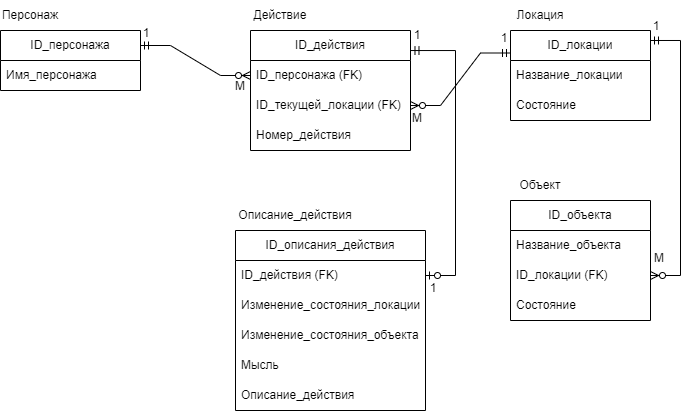 Персонаж
ID_персонажа
Имя_персонажа
1
M
Действие
ID_действия
ID_персонажа (FK)
ID_текущей_локации (FK)
Номер_действия
1
M
1
Локация
ID_локации
Название_локации
Состояние
1
Описание_действия
ID_описания_действия
ID_действия (FK)
Изменение_состояния_локации
Изменение_состояния_объекта
Мысль
Описание_действия
1
Объект
ID_объекта
Название_объекта
ID_локации (FK)
Состояние
M